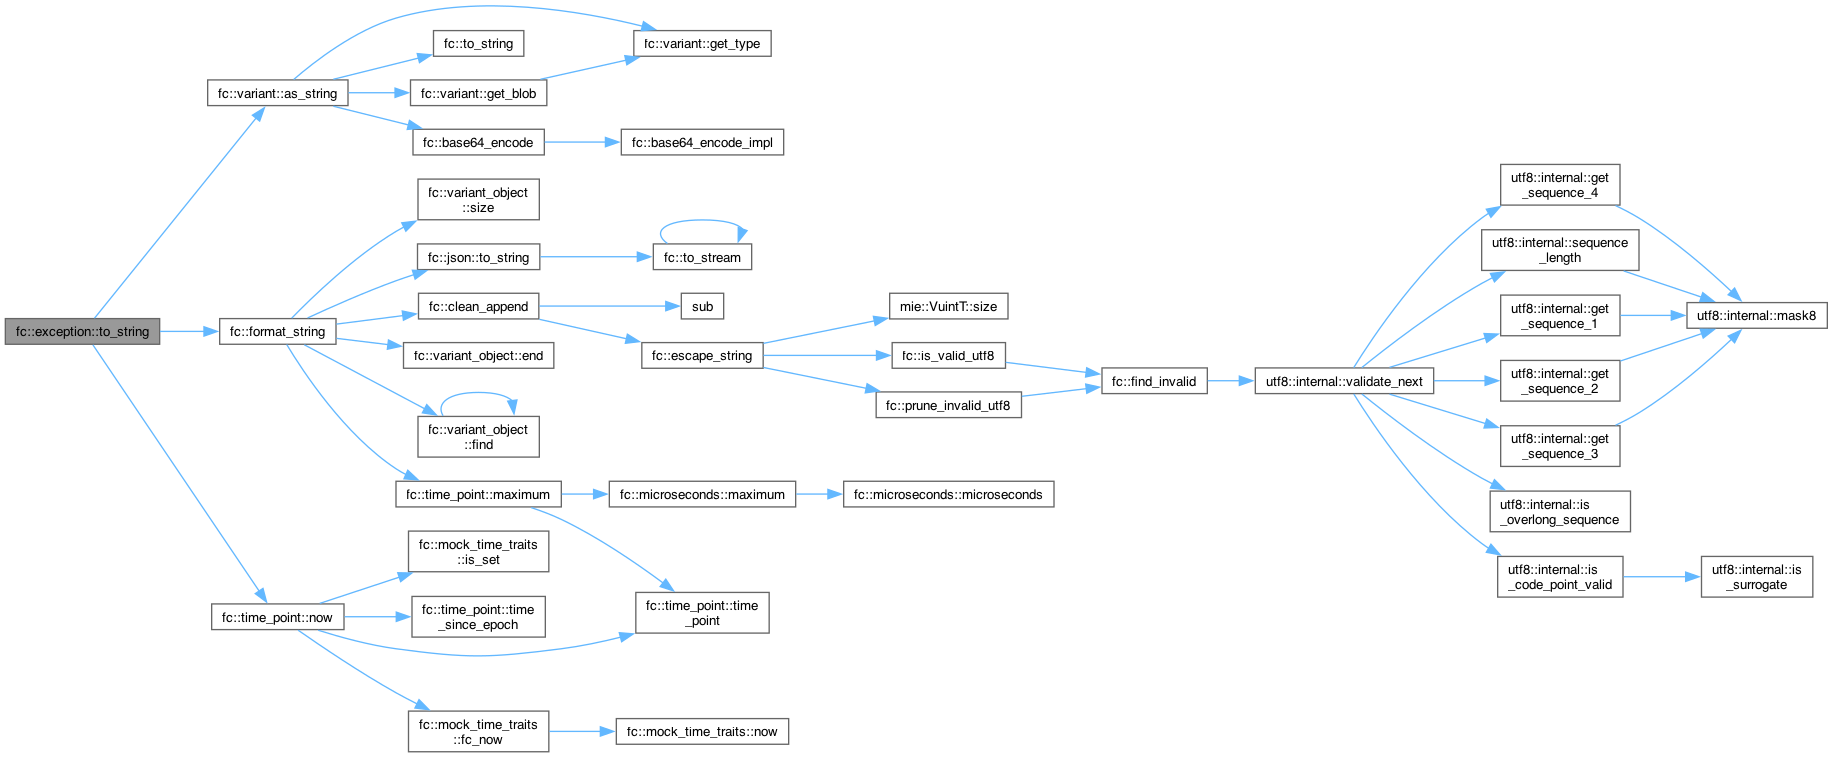 fc::exception::to_string
fc::variant::as_string
fc::format_string
fc::time_point::now
fc::to_string
fc::variant::get_blob
fc::base64_encode
fc::variant_object
::size
fc::json::to_string
fc::clean_append
fc::variant_object::end
fc::variant_object
::find
fc::time_point::maximum
fc::mock_time_traits
::is_set
fc::time_point::time
_since_epoch
fc::mock_time_traits
::fc_now
fc::variant::get_type
fc::base64_encode_impl
fc::to_stream
sub
fc::escape_string
fc::microseconds::maximum
fc::time_point::time
_point
fc::mock_time_traits::now
mie::VuintT::size
fc::is_valid_utf8
fc::prune_invalid_utf8
fc::microseconds::microseconds
fc::find_invalid
utf8::internal::validate_next
utf8::internal::get
_sequence_4
utf8::internal::sequence
_length
utf8::internal::get
_sequence_1
utf8::internal::get
_sequence_2
utf8::internal::get
_sequence_3
utf8::internal::is
_overlong_sequence
utf8::internal::is
_code_point_valid
utf8::internal::mask8
utf8::internal::is
_surrogate